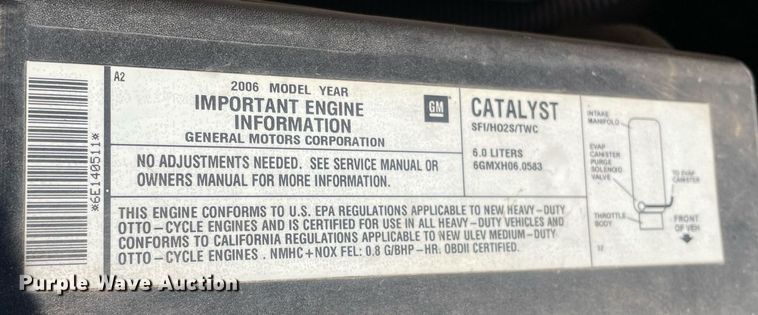 A2
*6E140511*
2006 MODEL YEAR
IMPORTANT ENGINE
INFORMATION
GENERAL MOTORS CORPORATION
GM
CATALYST
SFI/HO2S/TWC
6.0 LITERS
6GMXH06.0583
NO ADJUSTMENTS NEEDED. SEE SERVICE MANUAL OR
OWNERS MANUAL FOR MORE INFORMATION.
THIS ENGINE CONFORMS TO U.S. EPA REGULATIONS APPLICABLE TO NEW HEAVY-DUTY
OTTO-CYCLE ENGINES AND IS CERTIFIED FOR USE IN ALL HEAVY-DUTY VEHICLES AND
CONFORMS TO CALIFORNIA REGULATIONS APPLICABLE TO NEW ULEV MEDIUM-DUTY
OTTO-CYCLE ENGINES . NMHC+NOX FEL: 0.8 G/BHP-HR. OBDII CERTIFIED.
INTAKE
MANIFOLD
EVAP
CANISTER
PURGE
SOLENOID
VALVE
TO EVAP
CANISTER
THROTTLE
BODY
FRONT
OF VEH
12
Purple Wave Auction